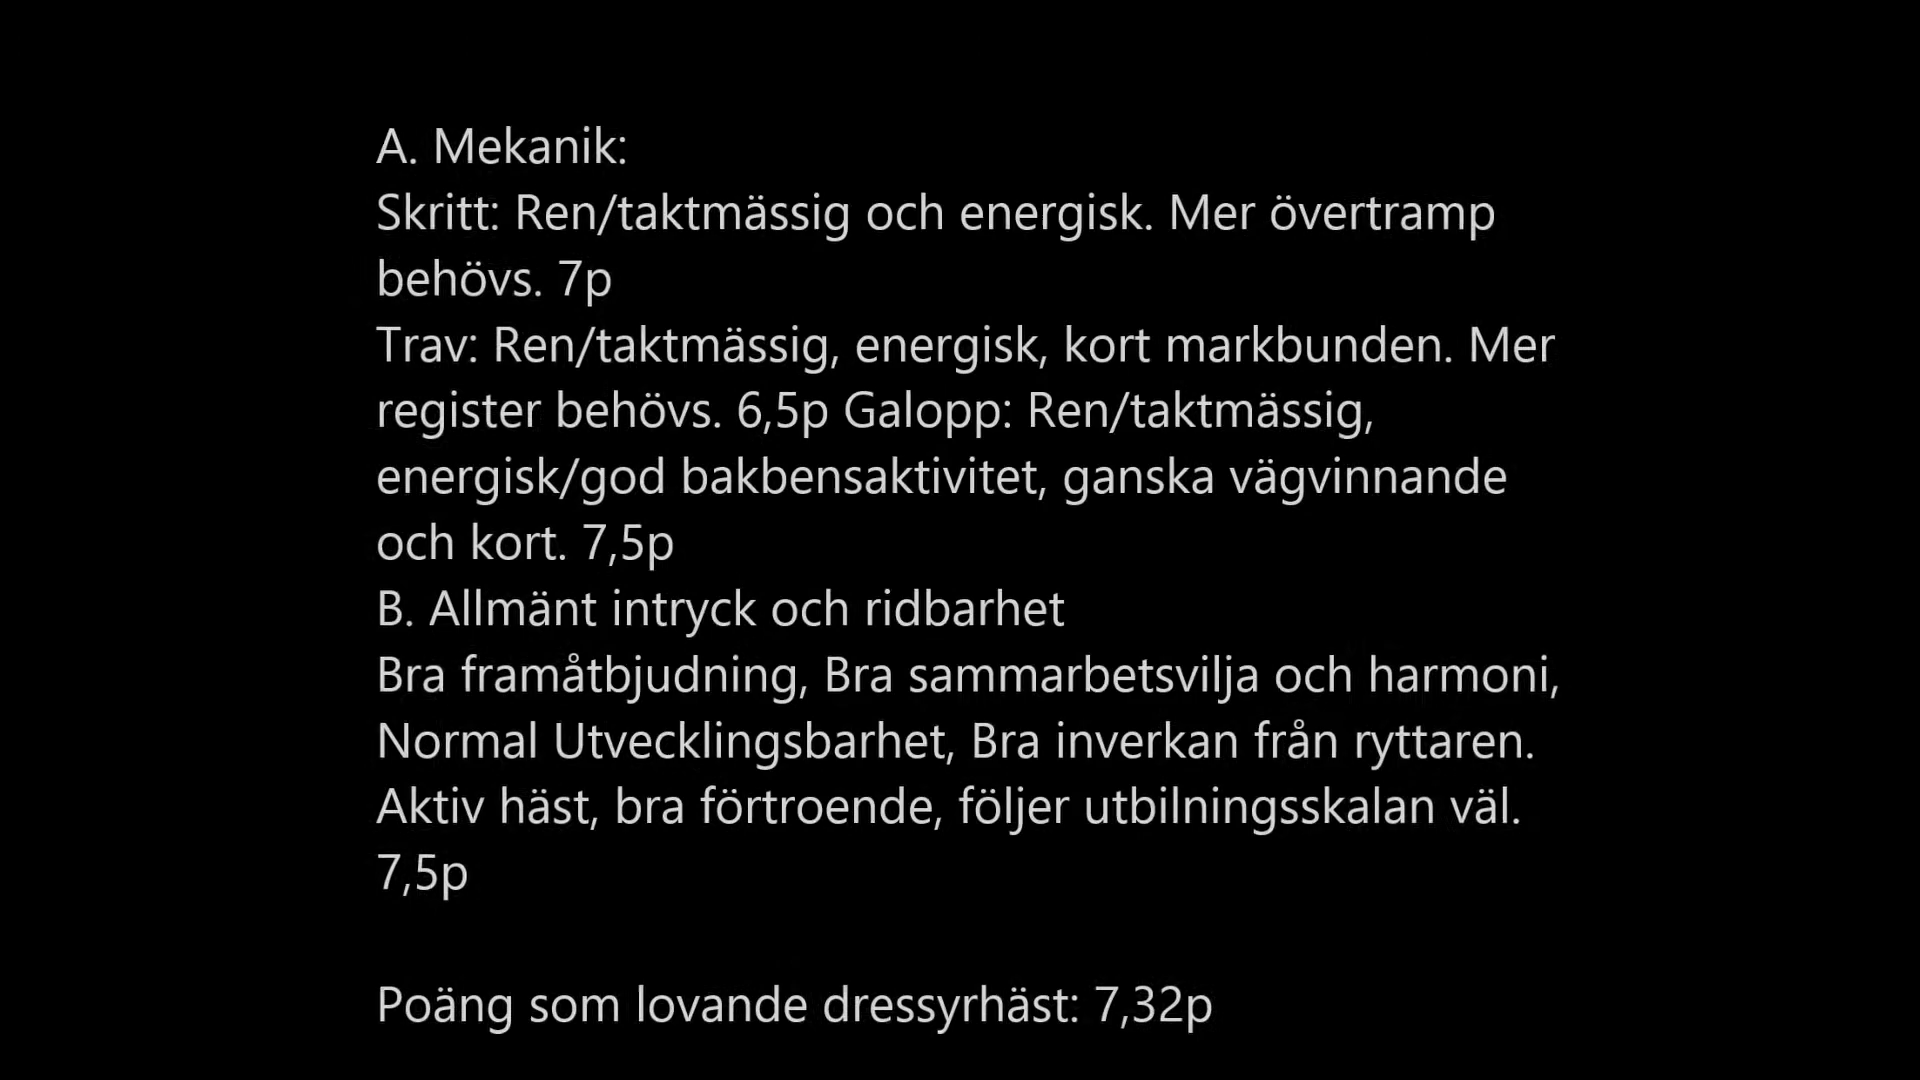 A. Mekanik:
Skritt: Ren/taktmässig och energisk. Mer övertramp
behövs. 7p
Trav: Ren/taktmässig, energisk, kort markbunden. Mer
register behövs. 6,5p Galopp: Ren/taktmässig,
energisk/god bakbensaktivitet, ganska vägvinnande
och kort. 7,5p
B. Allmänt intryck och ridbarhet
Bra framåtbjudning, Bra sammarbetsvilja och harmoni,
Normal Utvecklingsbarhet, Bra inverkan från ryttaren.
Aktiv häst, bra förtroende, följer utbilningsskalan väl.
7,5p
Poäng som lovande dressyrhäst: 7,32p